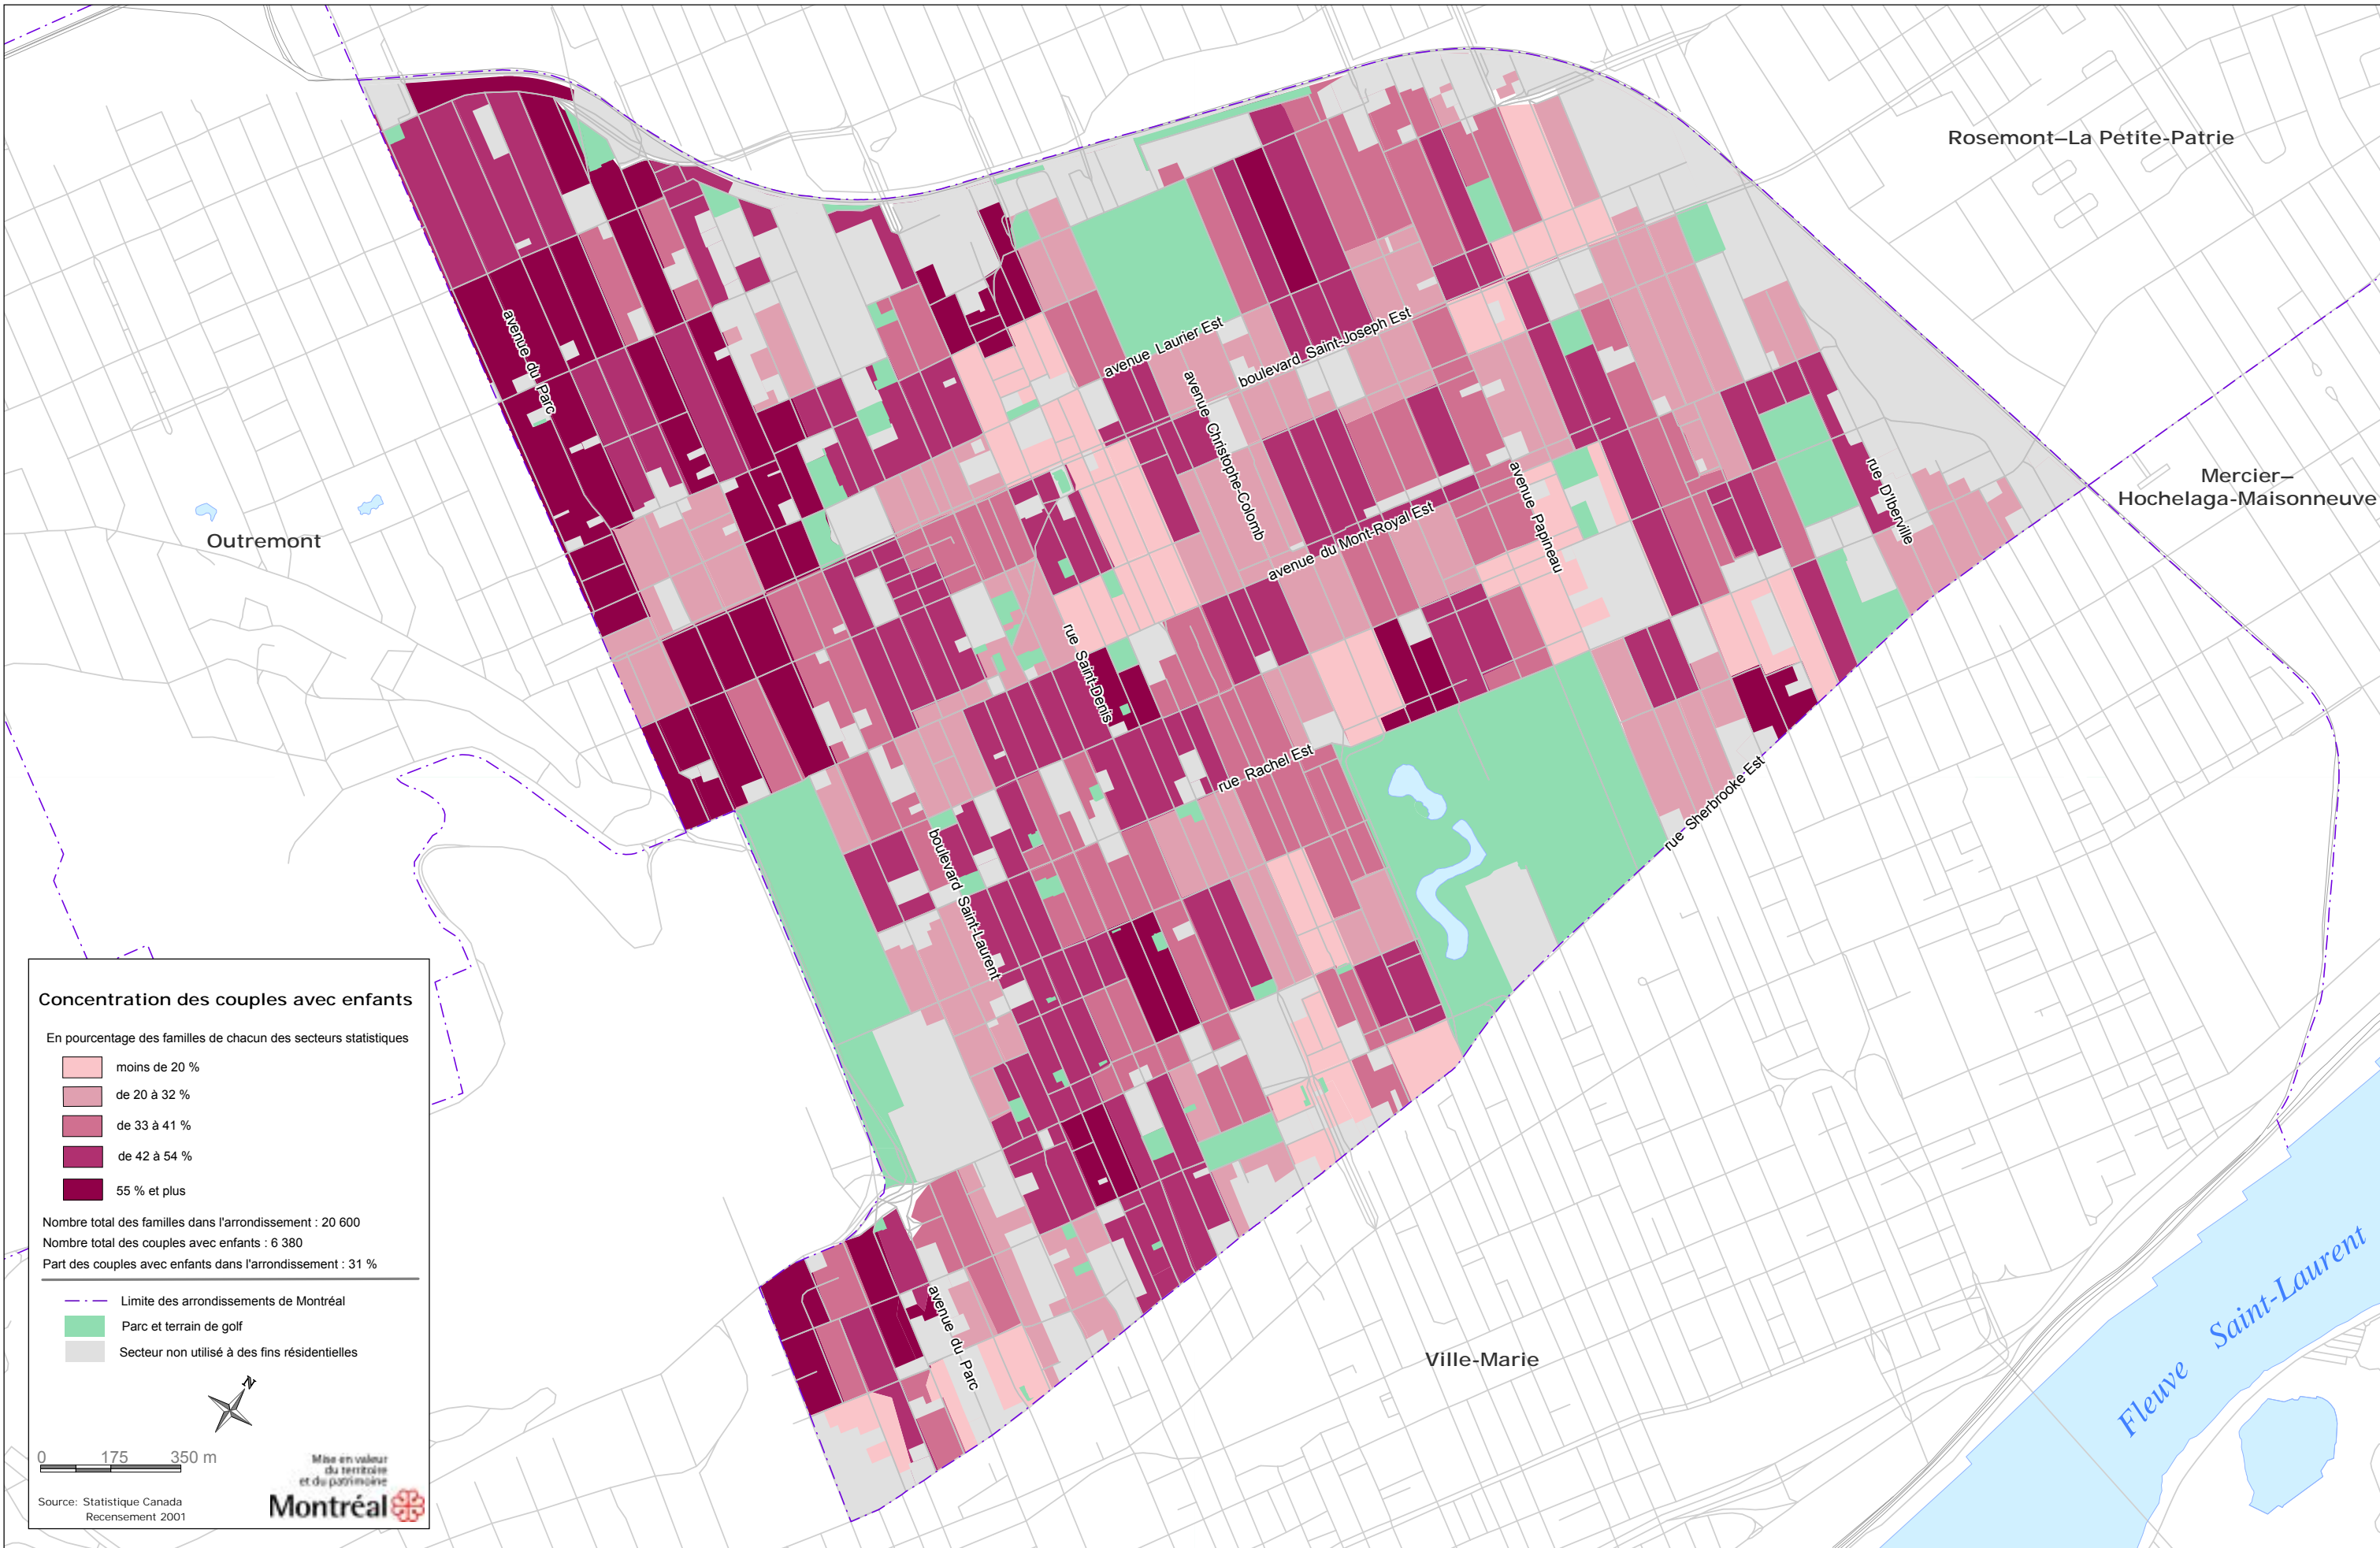 Rosemont–La Petite-Patrie
Mercier–
Hochelaga-Maisonneuve
Outremont
Ville-Marie
Fleuve Saint-Laurent
avenue du Parc
avenue Laurier Est
boulevard Saint-Joseph Est
avenue Christophe-Colomb
avenue du Mont-Royal Est
avenue Papineau
rue D'Iberville
rue Saint-Denis
rue Rachel Est
rue Sherbrooke Est
boulevard Saint-Laurent
avenue du Parc
Concentration des couples avec enfants
En pourcentage des familles de chacun des secteurs statistiques
moins de 20 %
de 20 à 32 %
de 33 à 41 %
de 42 à 54 %
55 % et plus
Nombre total des familles dans l'arrondissement : 20 600
Nombre total des couples avec enfants : 6 380
Part des couples avec enfants dans l'arrondissement : 31 %
Limite des arrondissements de Montréal
Parc et terrain de golf
Secteur non utilisé à des fins résidentielles
N
0 175 350 m
Mise en valeur
du territoire
et du patrimoine
Montréal
Source: Statistique Canada
Recensement 2001